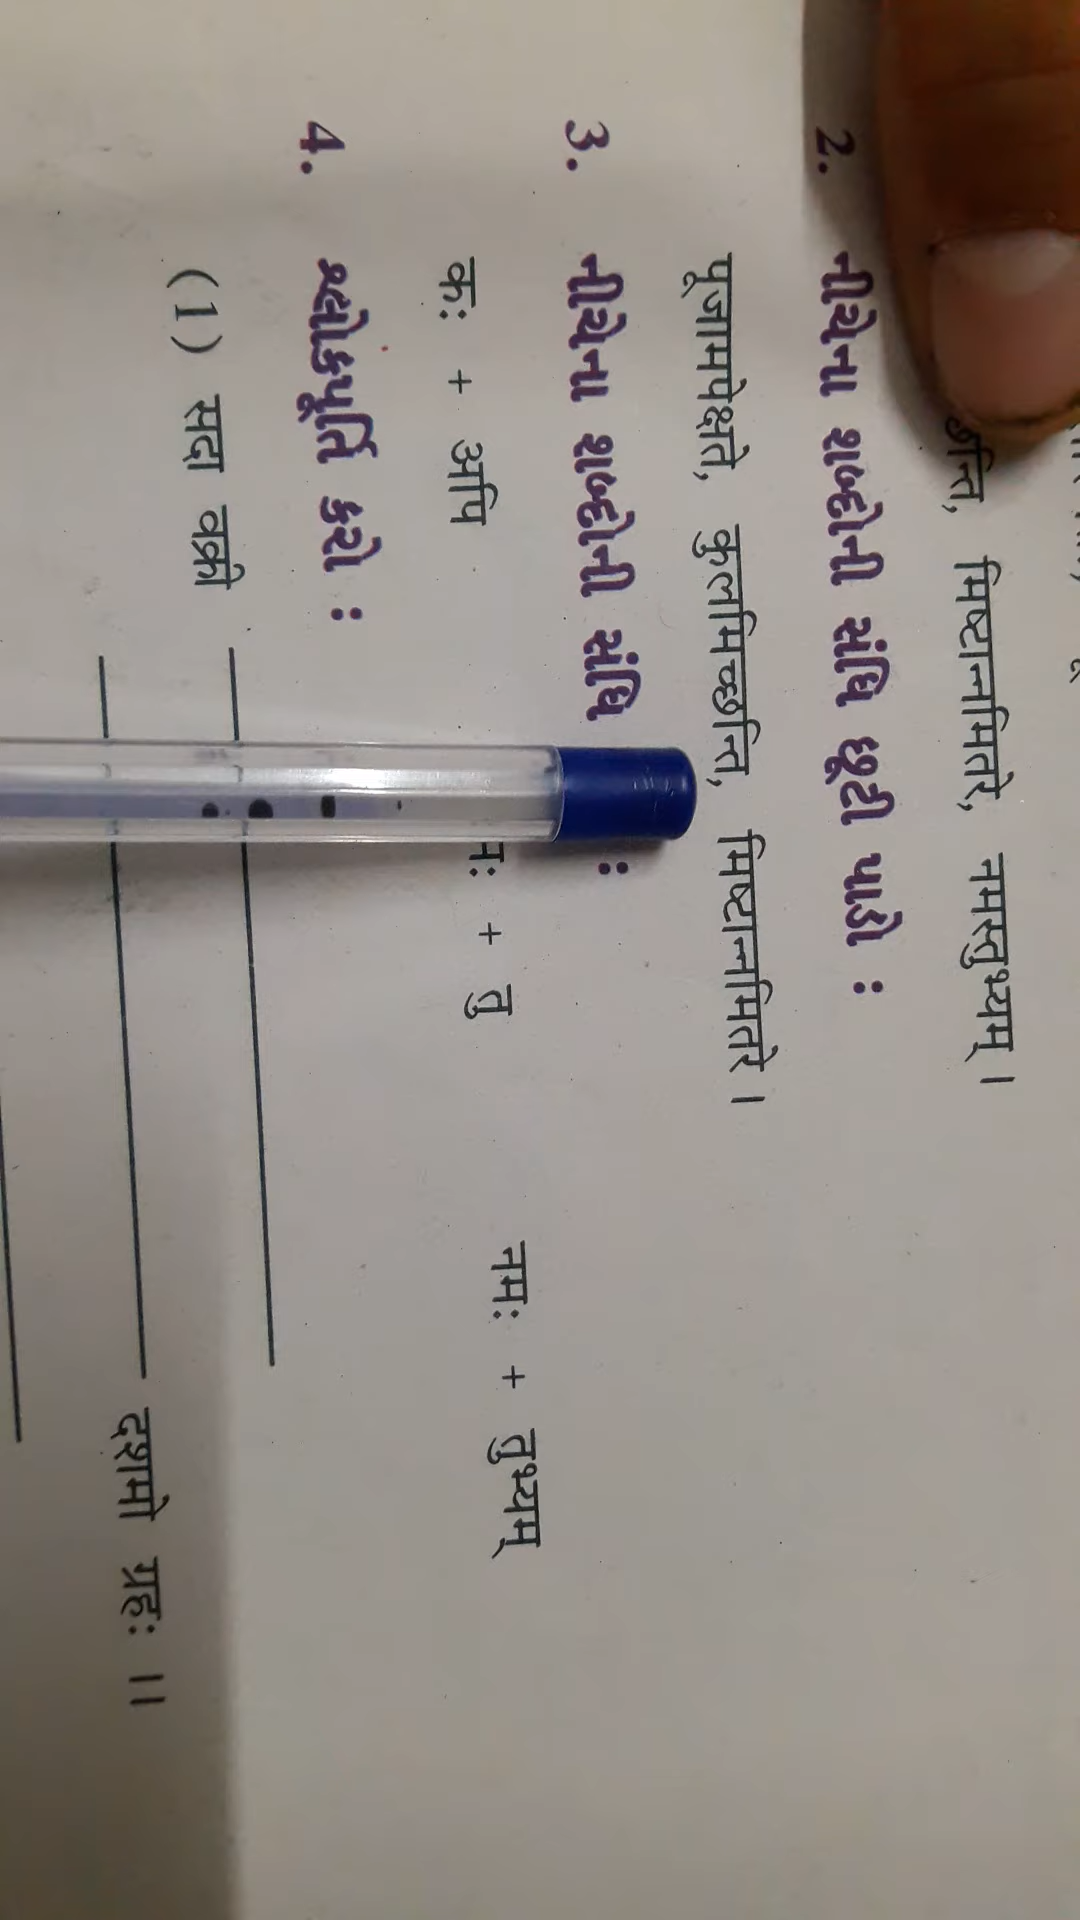 मिष्टान्नमितरे, नमस्तुभ्यम् ।
2. નીચેના શબ્દોની સંધિ છૂટી પાડો :
पूजामपेक्षते, कुलमिच्छन्ति, मिष्टान्नमितरे ।
3. નીચેના શબ્દોની સંધિ :
कः + अपि + तु नमः + तुभ्यम्
4. શ્લોકપૂર્તિ કરો :
(1) सदा वक्री
दशमो ग्रहः ।।